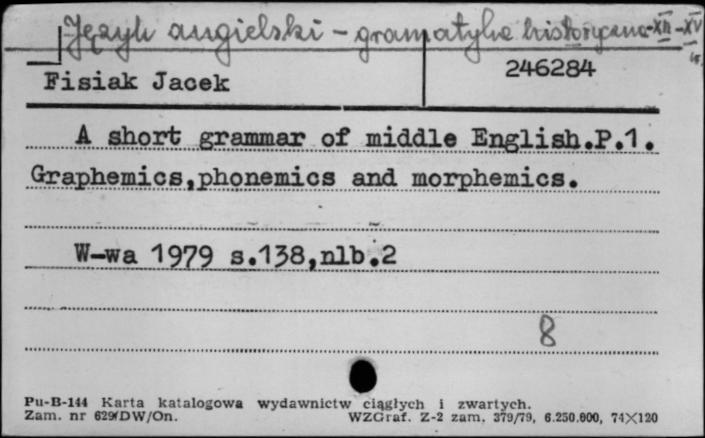 Język angielski - gramatyka historyczna - XII - XV w.
Fisiak Jacek
246284
A short grammar of middle English.P.1.
Graphemics,phonemics and morphemics.
W-wa 1979 s.138,nlb.2
8
Pu-B-144 Karta katalogowa wydawnictw ciągłych i zwartych.
Zam. nr 629/DW/On. WZGraf. Z-2 zam. 379/79, 6.250.000, 74X120